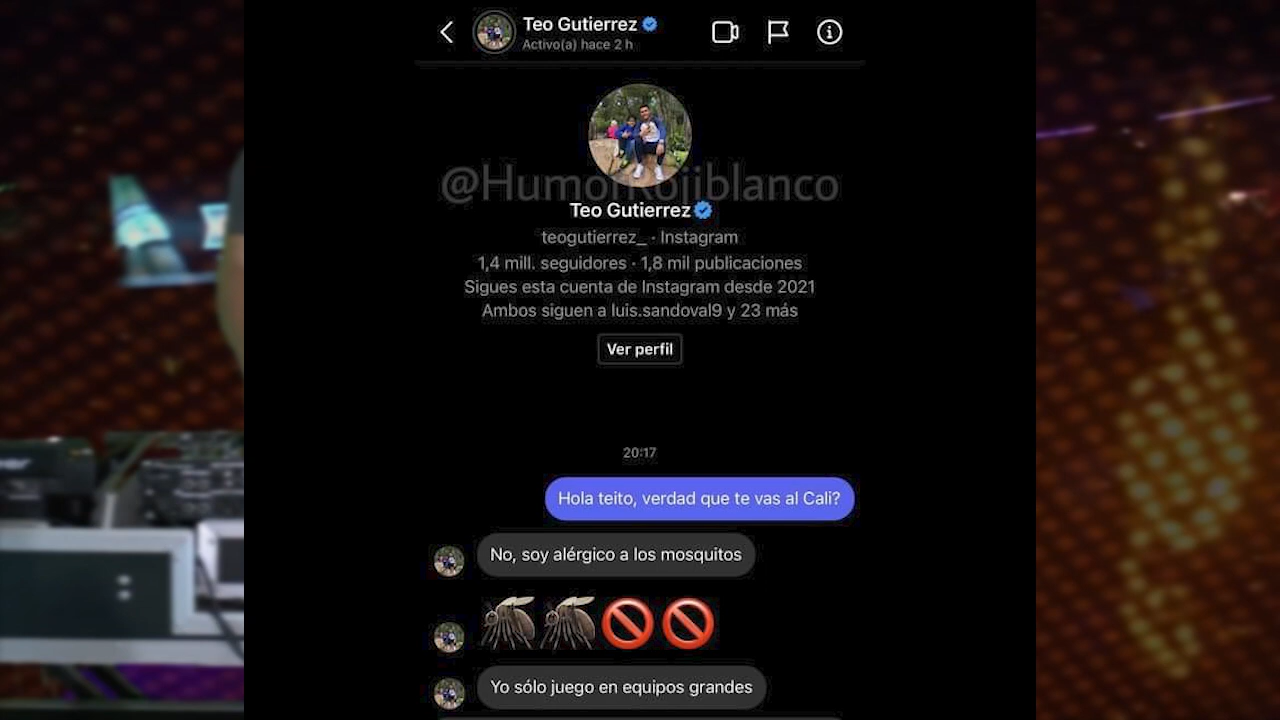 Teo Gutierrez
Activo(a) hace 2 h
@HumorRojiblanco
Teo Gutierrez
teogutierrez_ · Instagram
1,4 mill. seguidores · 1,8 mil publicaciones
Sigues esta cuenta de Instagram desde 2021
Ambos siguen a luis.sandoval9 y 23 más
Ver perfil
20:17
Hola teito, verdad que te vas al Cali?
No, soy alérgico a los mosquitos
🦟🦟🚫🚫
Yo sólo juego en equipos grandes